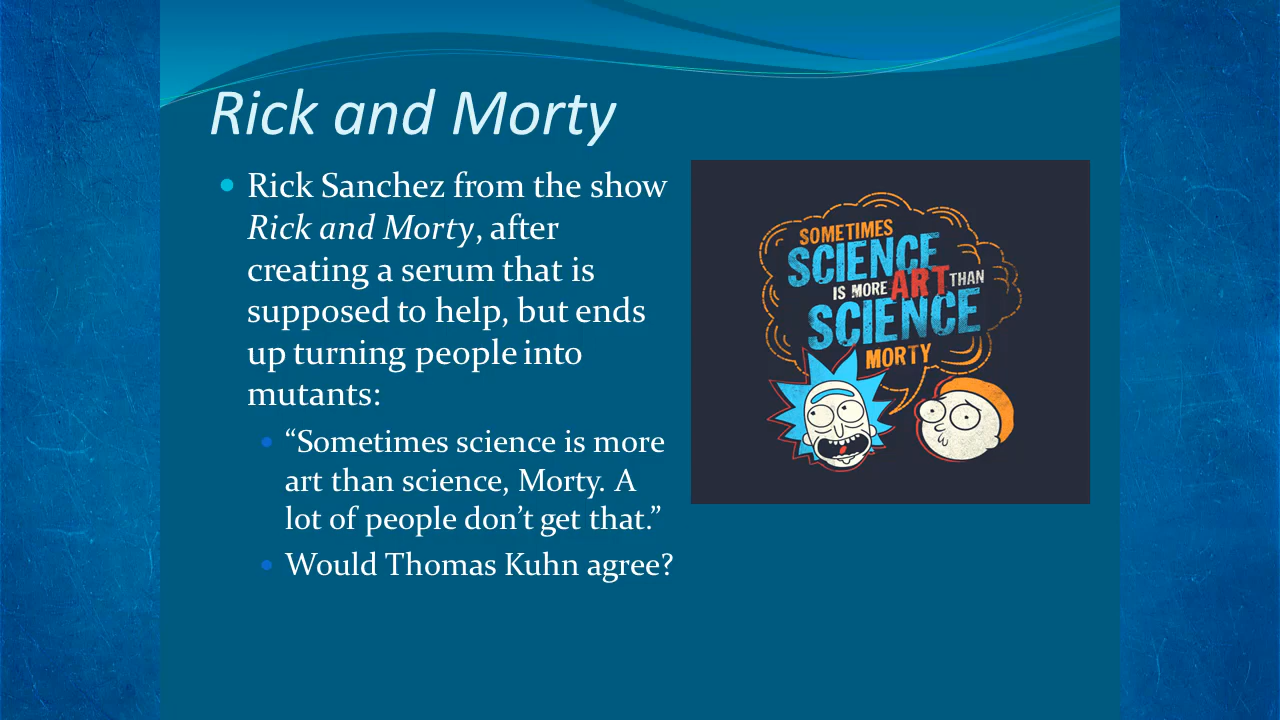 Rick and Morty
Rick Sanchez from the show
Rick and Morty, after
creating a serum that is
supposed to help, but ends
up turning people into
mutants:
“Sometimes science is more
art than science, Morty. A
lot of people don’t get that.”
Would Thomas Kuhn agree?
SOMETIMES
SCIENCE
IS MORE ART THAN
SCIENCE
MORTY